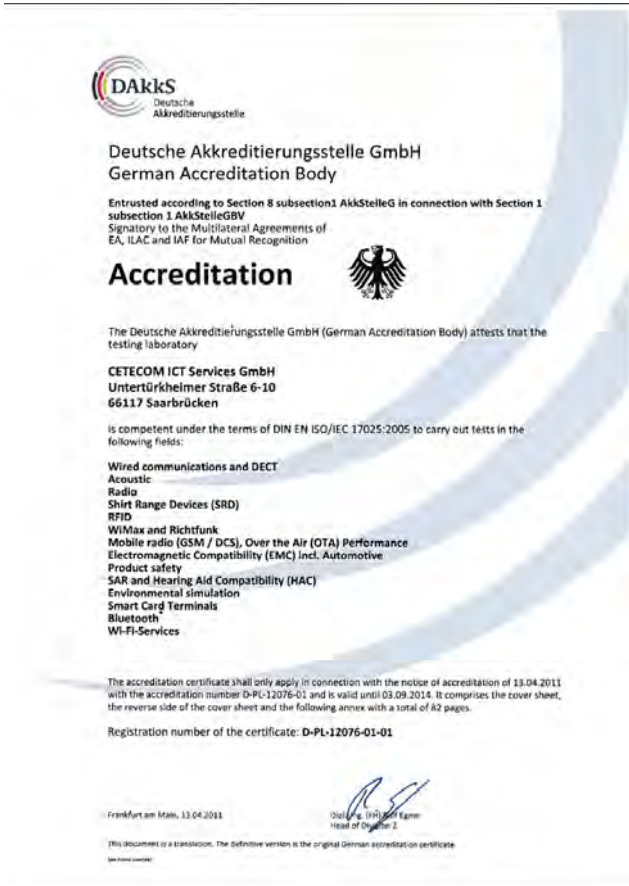 DAkkS
Deutsche
Akkreditierungsstelle
Deutsche Akkreditierungsstelle GmbH
German Accreditation Body
Entrusted according to Section 8 subsection1 AkkStelleG in connection with Section 1
subsection 1 AkkStelleGBV
Signatory to the Multilateral Agreements of
EA, ILAC and IAF for Mutual Recognition
Accreditation
The Deutsche Akkreditierungsstelle GmbH (German Accreditation Body) attests that the
testing laboratory
CETECOM ICT Services GmbH
Untertürkheimer Straße 6-10
66117 Saarbrücken
is competent under the terms of DIN EN ISO/IEC 17025:2005 to carry out tests in the
following fields:
Wired communications and DECT
Acoustic
Radio
Shirt Range Devices (SRD)
RFID
WiMax and Richtfunk
Mobile radio (GSM / DCS), Over the Air (OTA) Performance
Electromagnetic Compatibility (EMC) incl. Automotive
Product safety
SAR and Hearing Aid Compatibility (HAC)
Environmental simulation
Smart Card Terminals
Bluetooth
Wi-Fi-Services
The accreditation certificate shall only apply in connection with the notice of accreditation of 13.04.2011
with the accreditation number D-PL-12076-01 and is valid until 03.09.2014. It comprises the cover sheet,
the reverse side of the cover sheet and the following annex with a total of 82 pages.
Registration number of the certificate: D-PL-12076-01-01
Frankfurt am Main, 13.04.2011
(FH) Egner
Head of Division 2
This document is a translation. The definitive version is the original German accreditation certificate